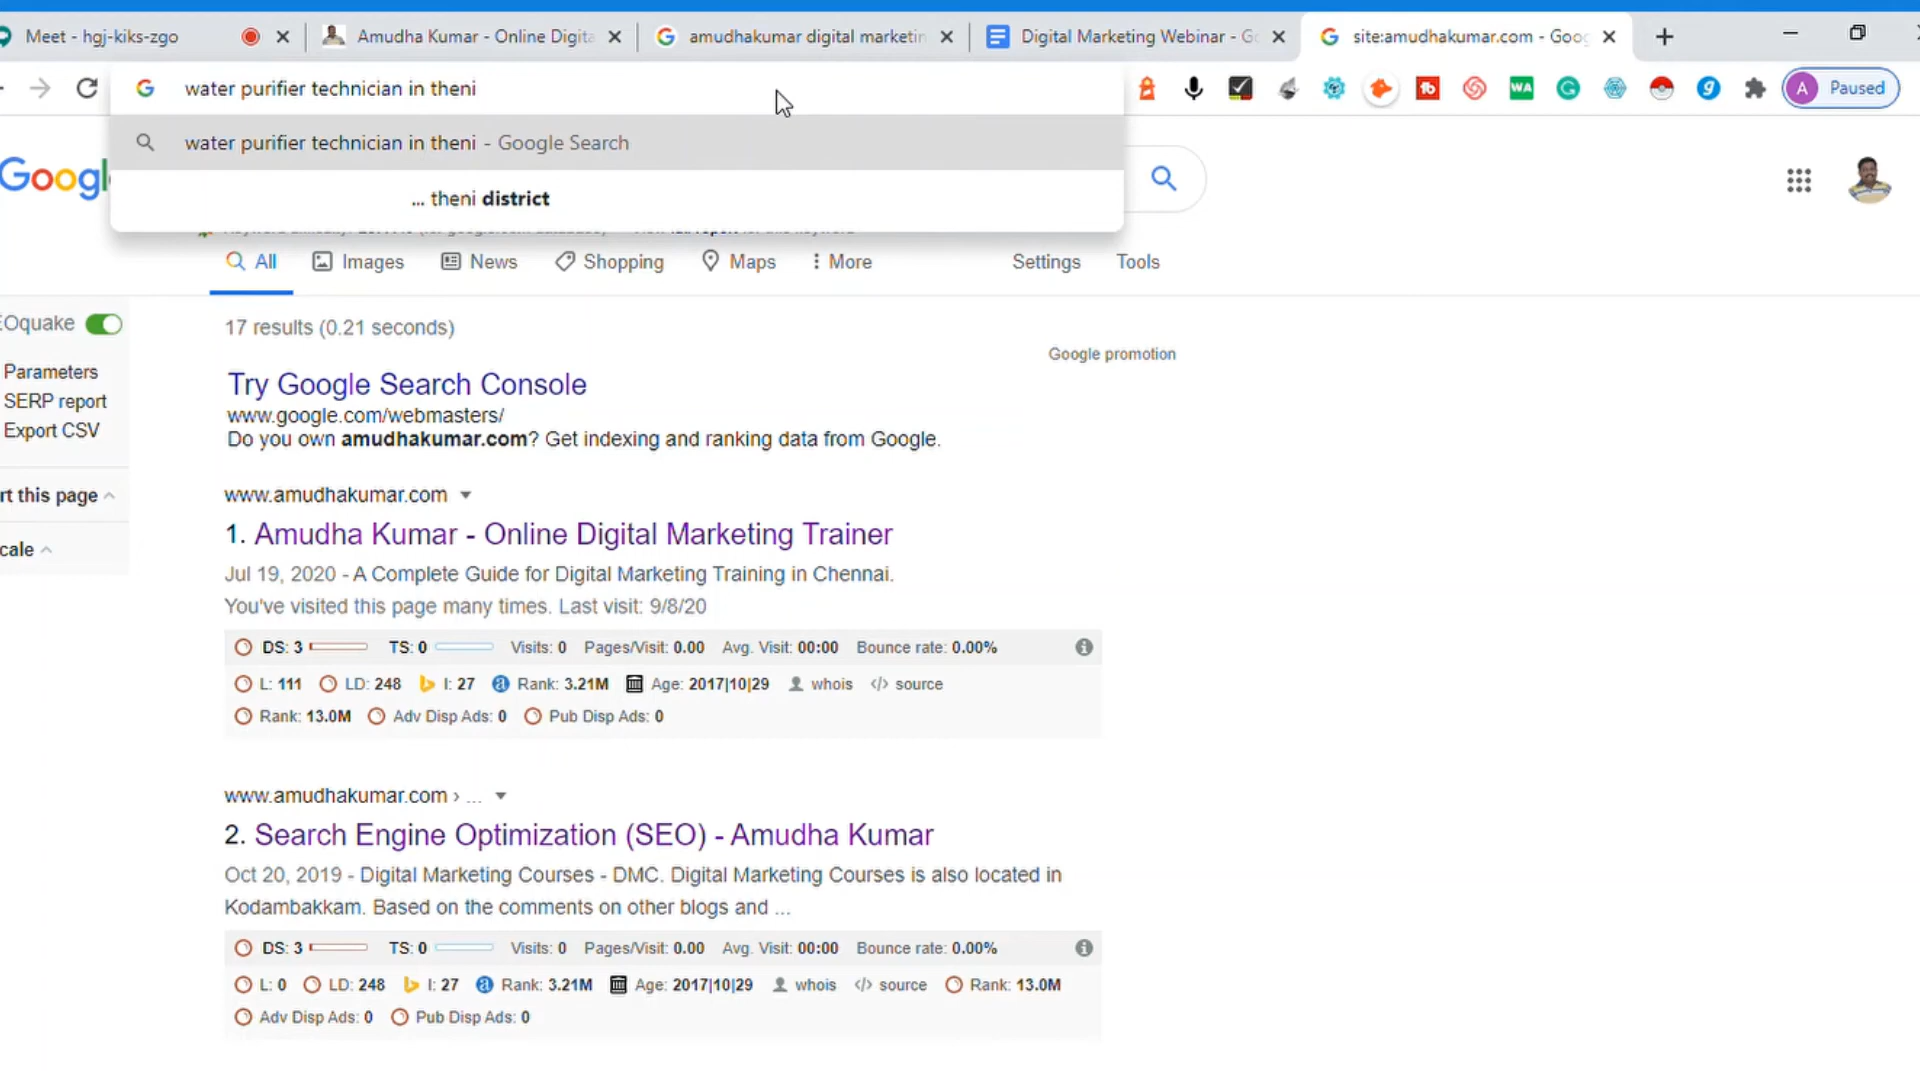 Meet - hgj-kiks-zgo
Amudha Kumar - Online Digita
amudhakumar digital marketin
Digital Marketing Webinar - Go
site:amudhakumar.com - Goog
water purifier technician in theni
A Paused
water purifier technician in theni - Google Search
... theni district
Googl
All
Images
News
Shopping
Maps
More
Settings
Tools
EOquake
Parameters
SERP report
Export CSV
rt this page
cale
17 results (0.21 seconds)
Google promotion
Try Google Search Console
www.google.com/webmasters/
Do you own amudhakumar.com? Get indexing and ranking data from Google.
www.amudhakumar.com
1. Amudha Kumar - Online Digital Marketing Trainer
Jul 19, 2020 - A Complete Guide for Digital Marketing Training in Chennai.
You've visited this page many times. Last visit: 9/8/20
DS: 3 TS: 0 Visits: 0 Pages/Visit: 0.00 Avg. Visit: 00:00 Bounce rate: 0.00%
L: 111 LD: 248 I: 27 Rank: 3.21M Age: 2017|10|29 whois </> source
Rank: 13.0M Adv Disp Ads: 0 Pub Disp Ads: 0
www.amudhakumar.com › ...
2. Search Engine Optimization (SEO) - Amudha Kumar
Oct 20, 2019 - Digital Marketing Courses - DMC. Digital Marketing Courses is also located in
Kodambakkam. Based on the comments on other blogs and ...
DS: 3 TS: 0 Visits: 0 Pages/Visit: 0.00 Avg. Visit: 00:00 Bounce rate: 0.00%
L: 0 LD: 248 I: 27 Rank: 3.21M Age: 2017|10|29 whois </> source Rank: 13.0M
Adv Disp Ads: 0 Pub Disp Ads: 0